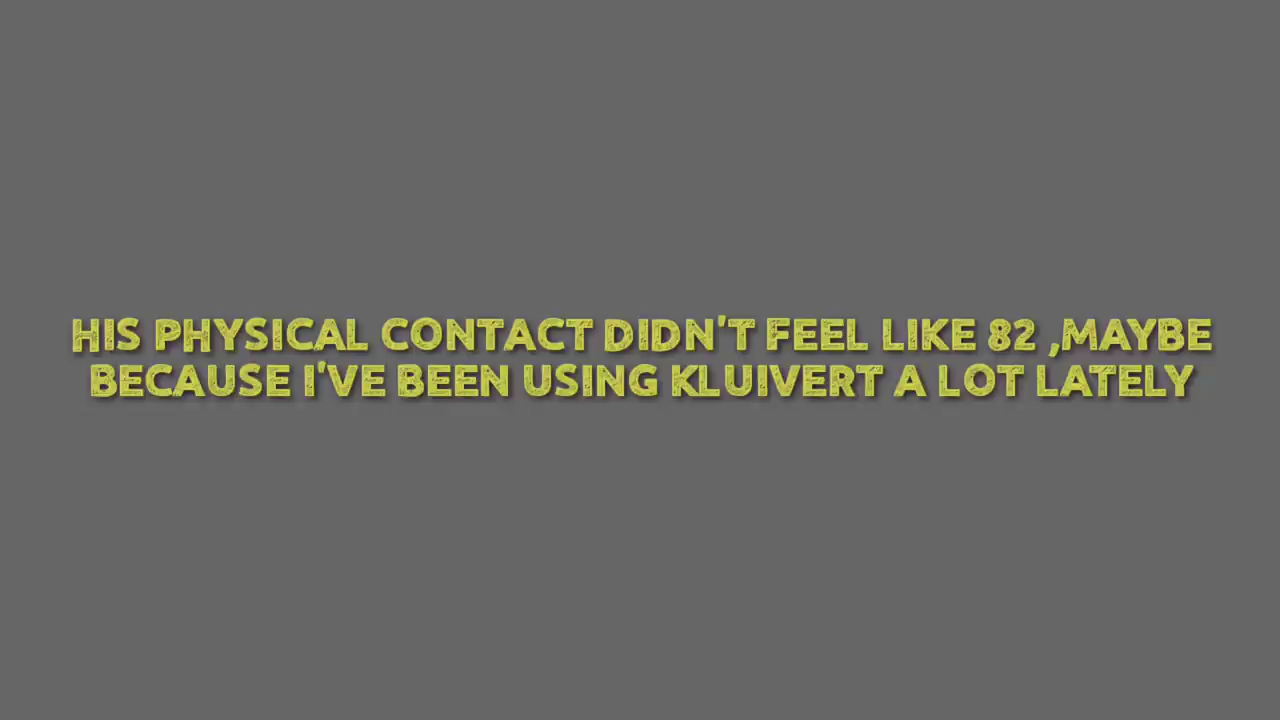 HIS PHYSICAL CONTACT DIDN'T FEEL LIKE 82 ,MAYBE
BECAUSE I'VE BEEN USING KLUIVERT A LOT LATELY